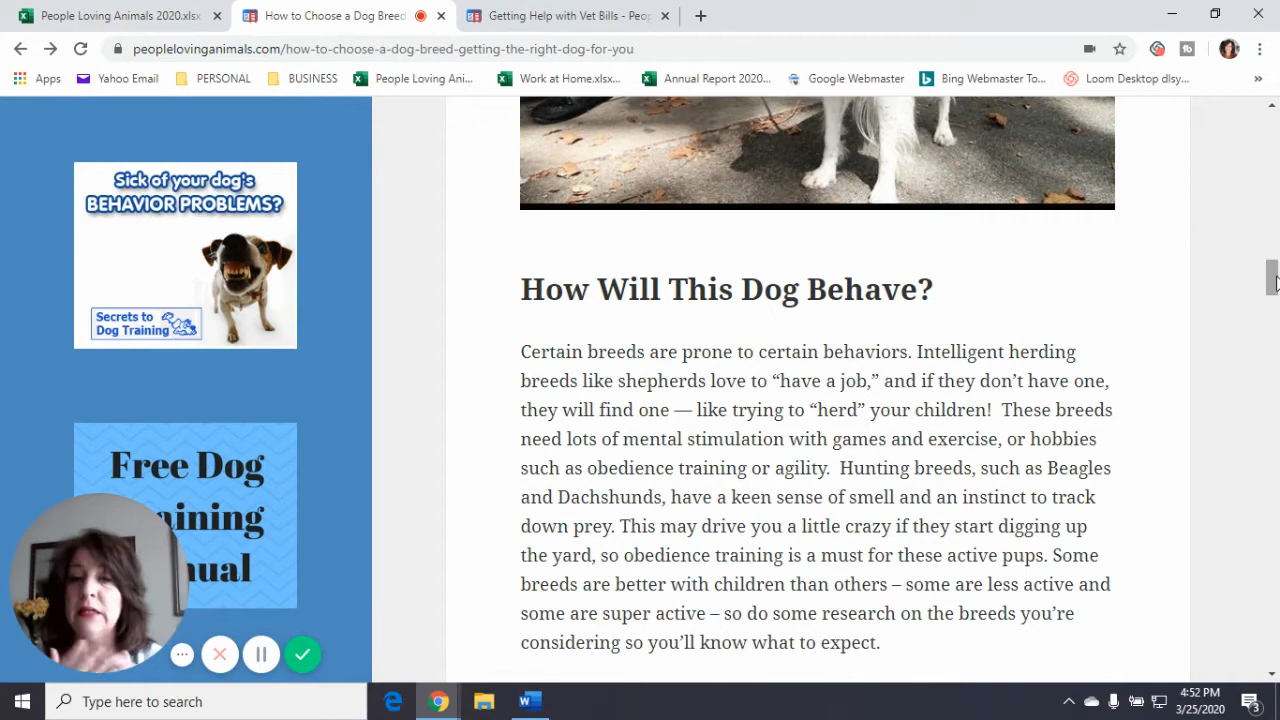 People Loving Animals 2020.xlsx
How to Choose a Dog Breed
Getting Help with Vet Bills - Peop
peoplelovinganimals.com/how-to-choose-a-dog-breed-getting-the-right-dog-for-you
Apps
Yahoo Email
PERSONAL
BUSINESS
People Loving Ani...
Work at Home.xlsx...
Annual Report 2020...
Google Webmaster
Bing Webmaster To...
Loom Desktop dlsy...
»
Sick of your dog's
BEHAVIOR PROBLEMS?
Secrets to
Dog Training
Free Dog
aining
nual
How Will This Dog Behave?
Certain breeds are prone to certain behaviors. Intelligent herding
breeds like shepherds love to “have a job,” and if they don’t have one,
they will find one — like trying to “herd” your children!  These breeds
need lots of mental stimulation with games and exercise, or hobbies
such as obedience training or agility.  Hunting breeds, such as Beagles
and Dachshunds, have a keen sense of smell and an instinct to track
down prey. This may drive you a little crazy if they start digging up
the yard, so obedience training is a must for these active pups. Some
breeds are better with children than others – some are less active and
some are super active – so do some research on the breeds you’re
considering so you’ll know what to expect.
Type here to search
4:52 PM
3/25/2020
3